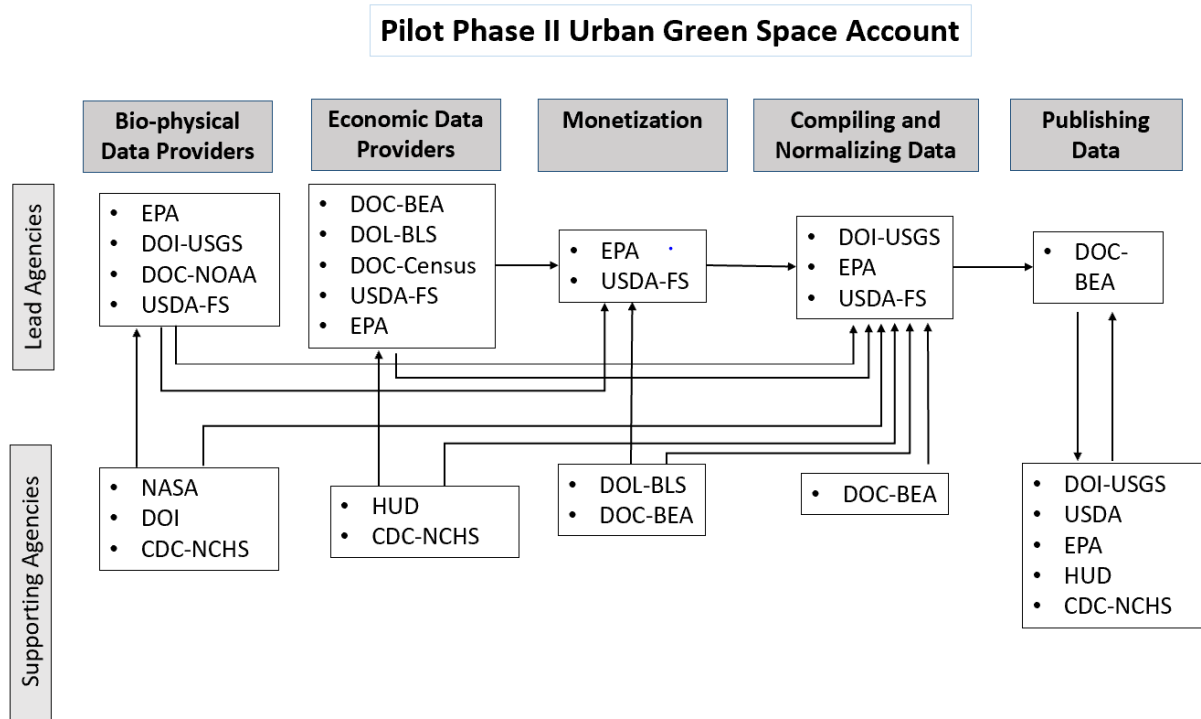 Pilot Phase II Urban Green Space Account
Bio-physical
Data Providers
Economic Data
Providers
Monetization
Compiling and
Normalizing Data
Publishing
Data
Lead Agencies
• EPA
• DOI-USGS
• DOC-NOAA
• USDA-FS
• DOC-BEA
• DOL-BLS
• DOC-Census
• USDA-FS
• EPA
• EPA
• USDA-FS
• DOI-USGS
• EPA
• USDA-FS
• DOC-
BEA
Supporting Agencies
• NASA
• DOI
• CDC-NCHS
• HUD
• CDC-NCHS
• DOL-BLS
• DOC-BEA
• DOC-BEA
• DOI-USGS
• USDA
• EPA
• HUD
• CDC-NCHS